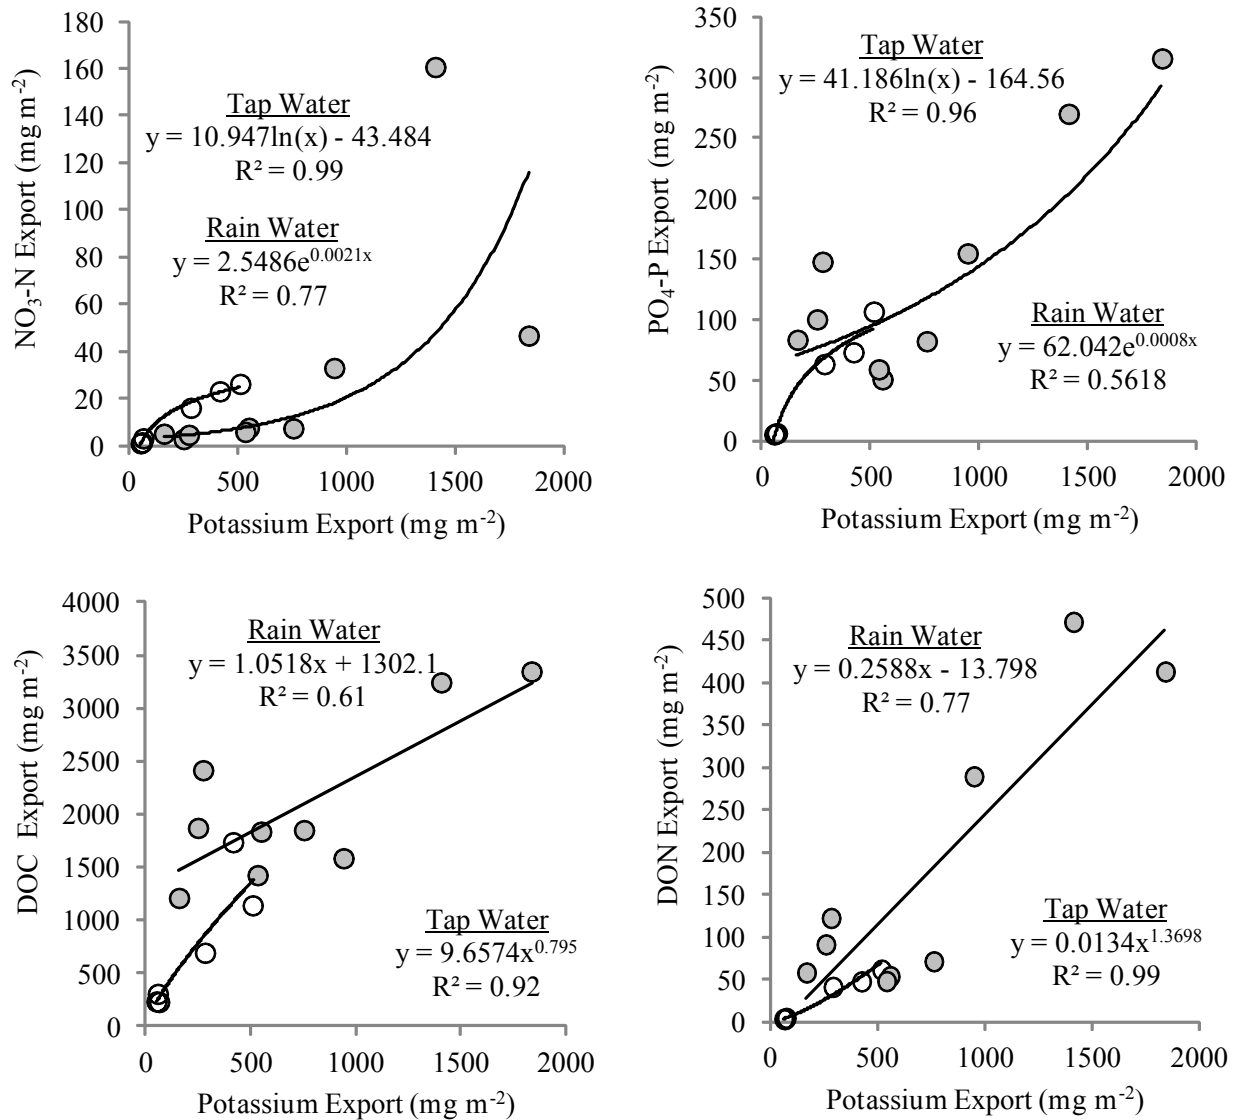 180
160
140
120
100
80
60
40
20
0
NO₃-N Export (mg m⁻²)
Tap Water
y = 10.947ln(x) - 43.484
R² = 0.99
Rain Water
y = 2.5486e^0.0021x
R² = 0.77
0 500 1000 1500 2000
Potassium Export (mg m⁻²)
350
300
250
200
150
100
50
0
PO₄-P Export (mg m⁻²)
Tap Water
y = 41.186ln(x) - 164.56
R² = 0.96
Rain Water
y = 62.042e^0.0008x
R² = 0.5618
0 500 1000 1500 2000
Potassium Export (mg m⁻²)
4000
3500
3000
2500
2000
1500
1000
500
0
DOC Export (mg m⁻²)
Rain Water
y = 1.0518x + 1302.1
R² = 0.61
Tap Water
y = 9.6574x^0.795
R² = 0.92
0 500 1000 1500 2000
Potassium Export (mg m⁻²)
500
450
400
350
300
250
200
150
100
50
0
DON Export (mg m⁻²)
Rain Water
y = 0.2588x - 13.798
R² = 0.77
Tap Water
y = 0.0134x^1.3698
R² = 0.99
0 500 1000 1500 2000
Potassium Export (mg m⁻²)